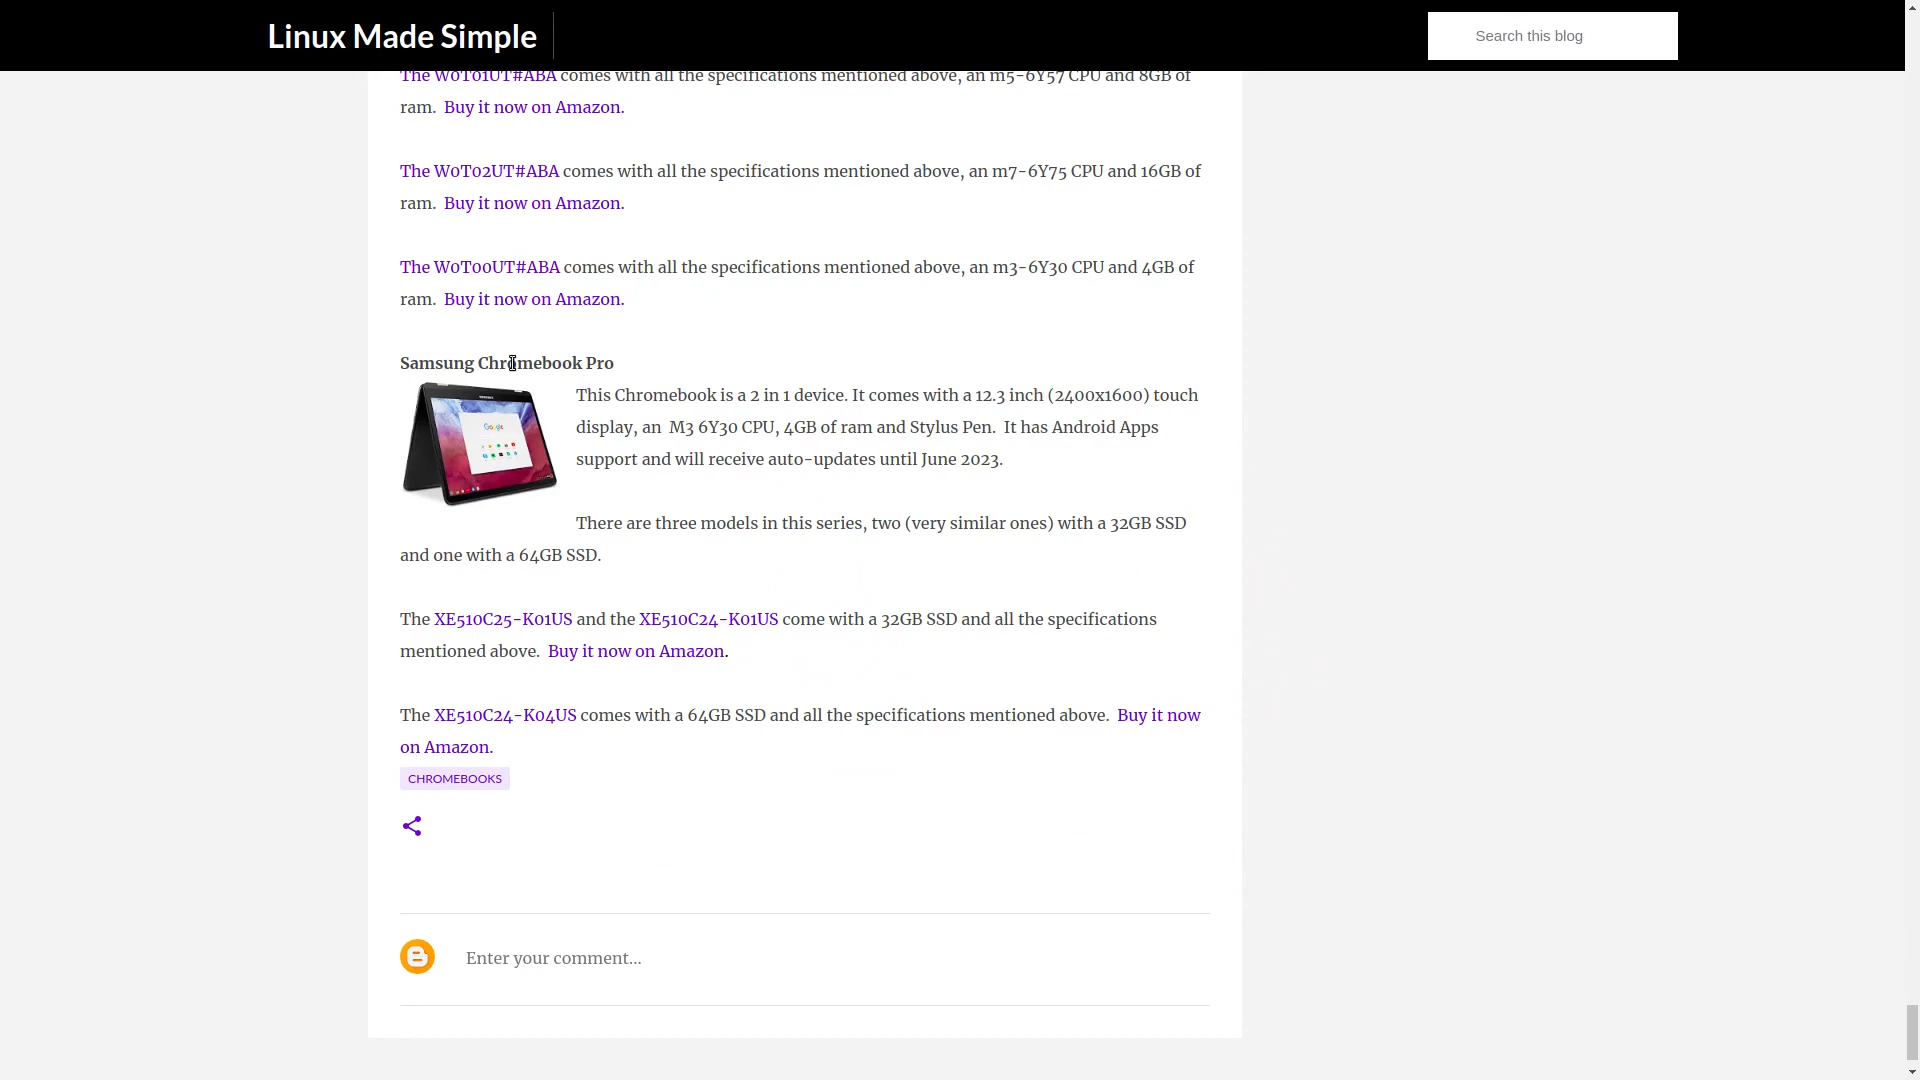 Linux Made Simple
Search this blog
The W0T01UT#ABA comes with all the specifications mentioned above, an m5-6Y57 CPU and 8GB of
ram.  Buy it now on Amazon.
The W0T02UT#ABA comes with all the specifications mentioned above, an m7-6Y75 CPU and 16GB of
ram.  Buy it now on Amazon.
The W0T00UT#ABA comes with all the specifications mentioned above, an m3-6Y30 CPU and 4GB of
ram.  Buy it now on Amazon.
Samsung Chromebook Pro
This Chromebook is a 2 in 1 device. It comes with a 12.3 inch (2400x1600) touch
display, an  M3 6Y30 CPU, 4GB of ram and Stylus Pen.  It has Android Apps
support and will receive auto-updates until June 2023.
Google
There are three models in this series, two (very similar ones) with a 32GB SSD
and one with a 64GB SSD.
The XE510C25-K01US and the XE510C24-K01US come with a 32GB SSD and all the specifications
mentioned above.  Buy it now on Amazon.
The XE510C24-K04US comes with a 64GB SSD and all the specifications mentioned above.  Buy it now
on Amazon.
CHROMEBOOKS
Enter your comment...